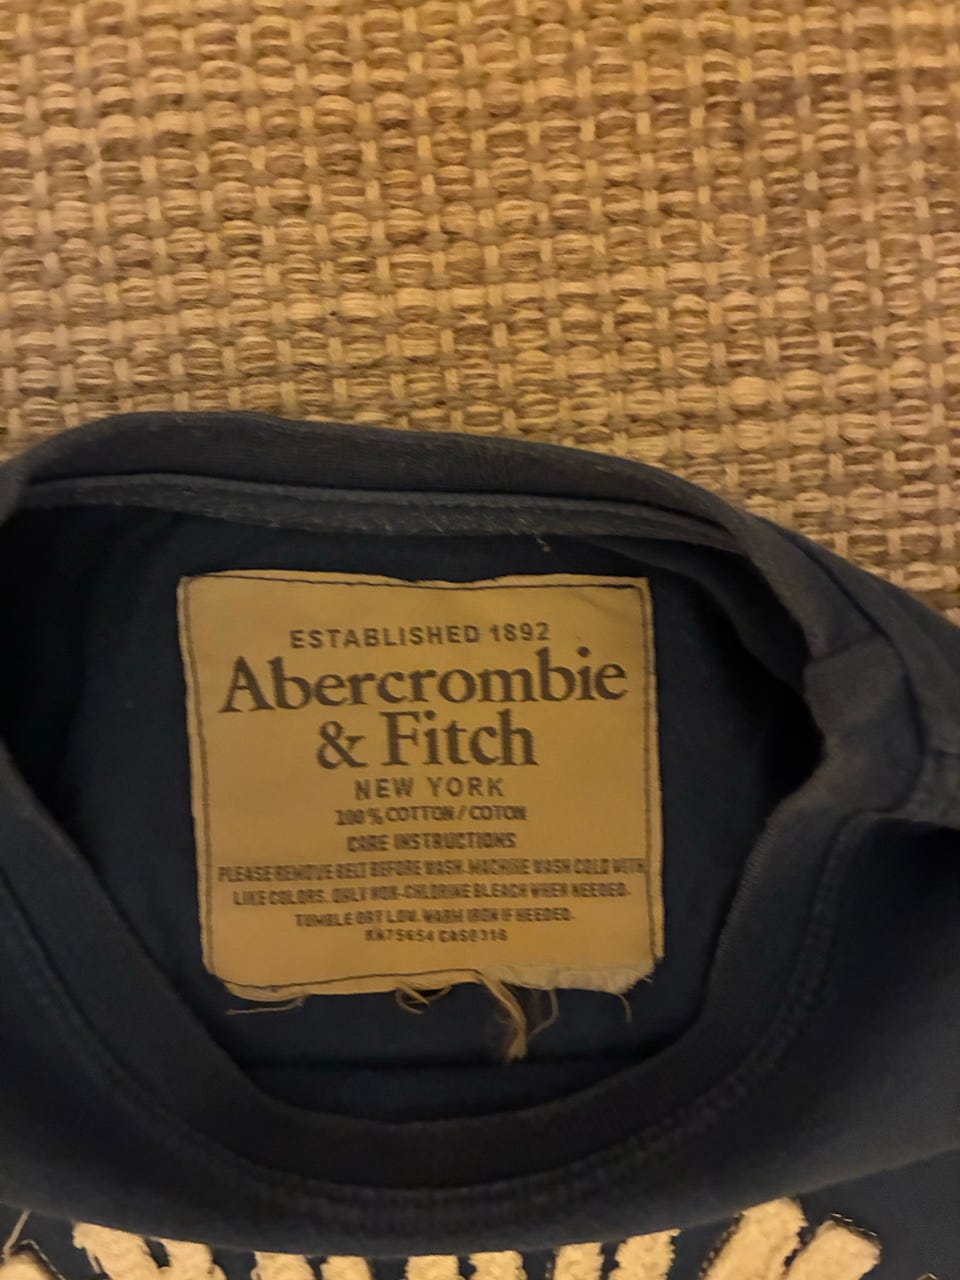 ESTABLISHED 1892
Abercrombie
& Fitch
NEW YORK
100% COTTON / COTON
CARE INSTRUCTIONS
PLEASE REMOVE BELT BEFORE WASH. MACHINE WASH COLD WITH
LIKE COLORS. ONLY NON-CHLORINE BLEACH WHEN NEEDED.
TUMBLE DRY LOW. WARM IRON IF NEEDED.